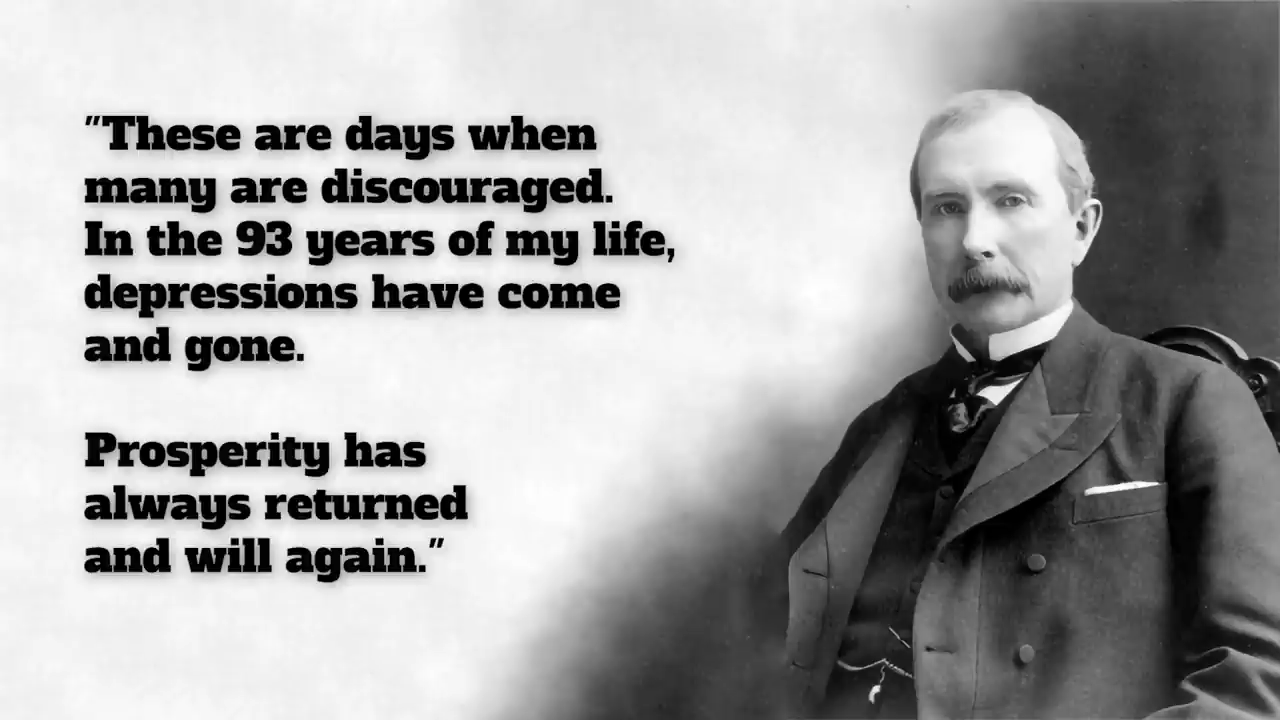 "These are days when
many are discouraged.
In the 93 years of my life,
depressions have come
and gone.
Prosperity has
always returned
and will again."